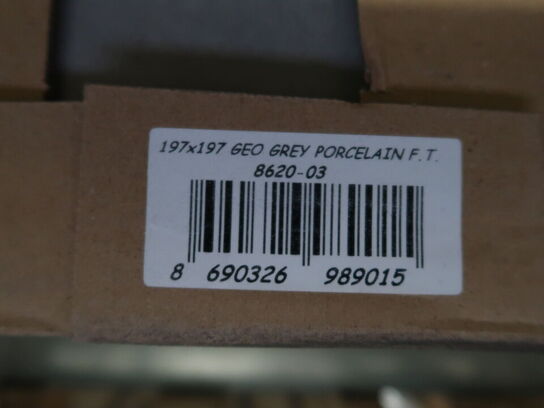 197x197 GEO GREY PORCELAIN F.T.
8620-03
8 690326 989015